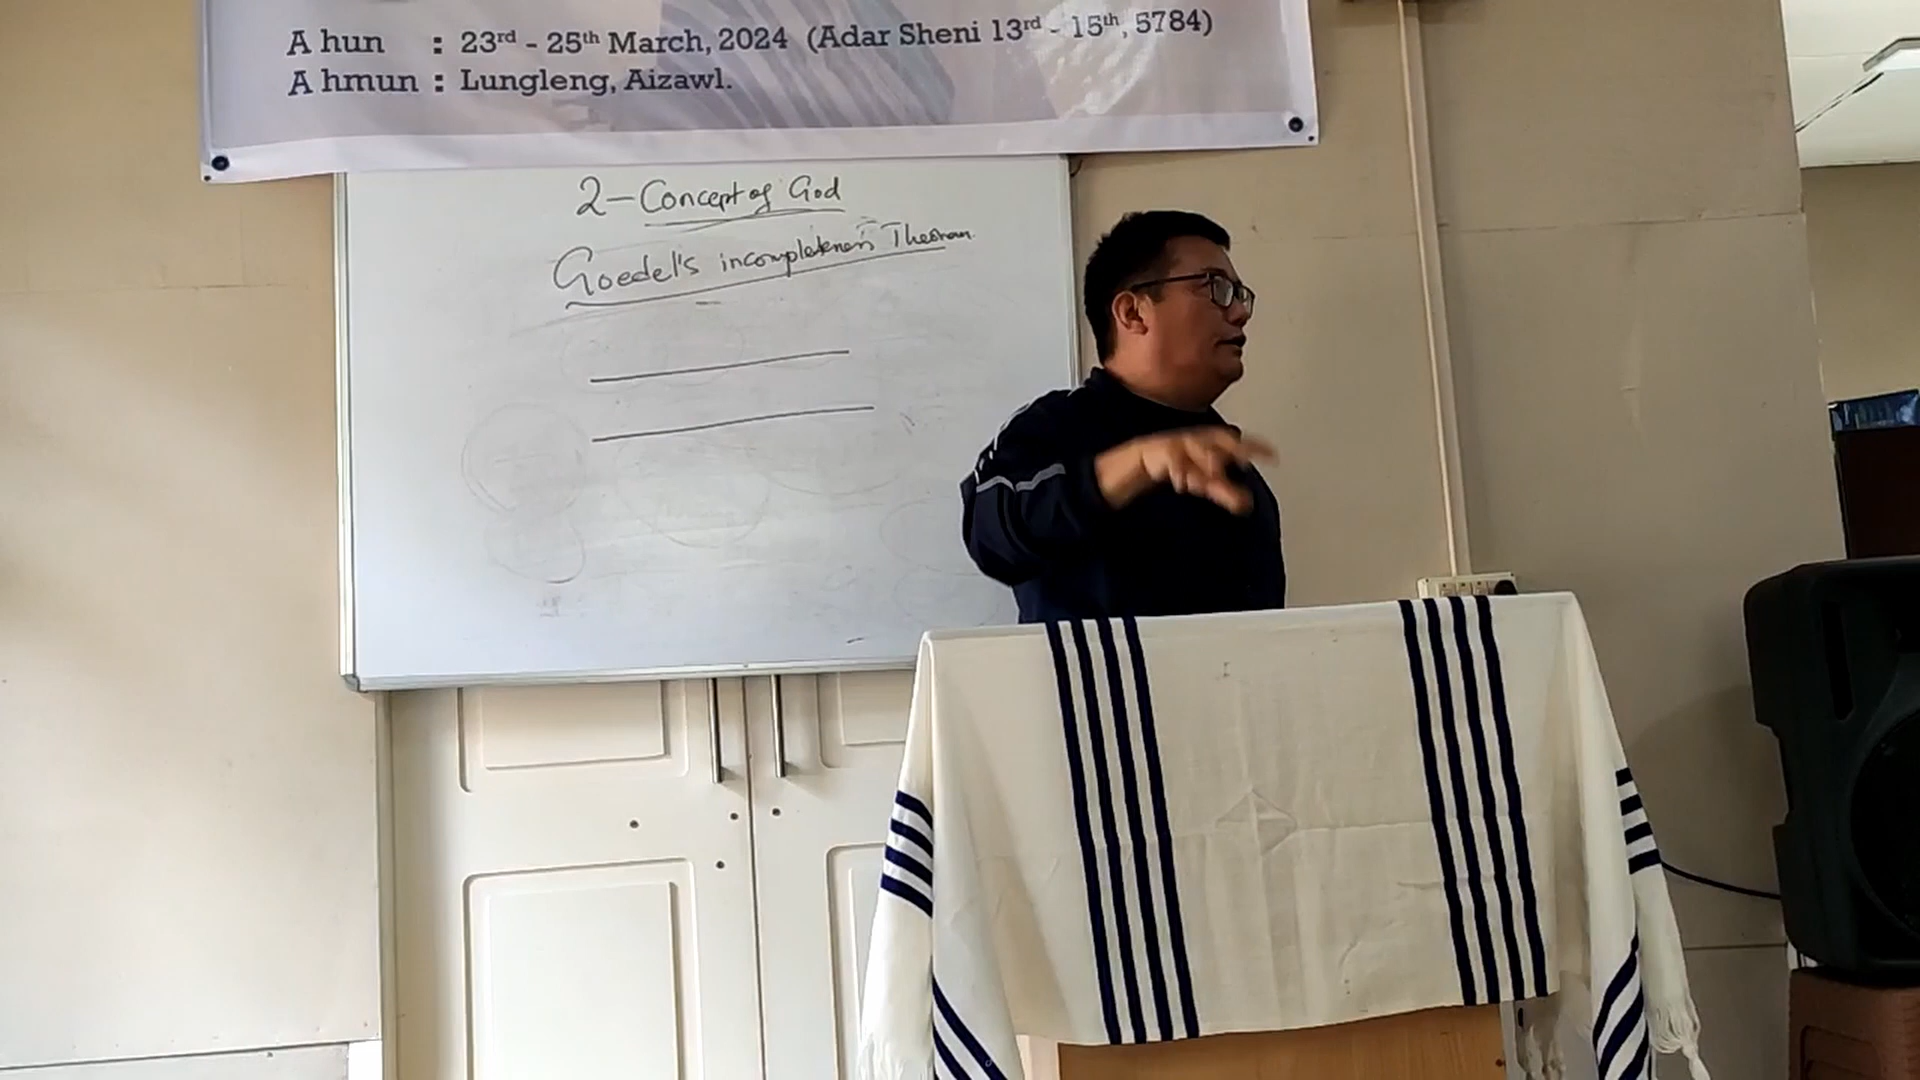 A hun : 23rd - 25th March, 2024 (Adar Sheni 13rd - 15th, 5784)
A hmun : Lungleng, Aizawl.
2 - Concept of God
Goedel's incompleteness Theorem